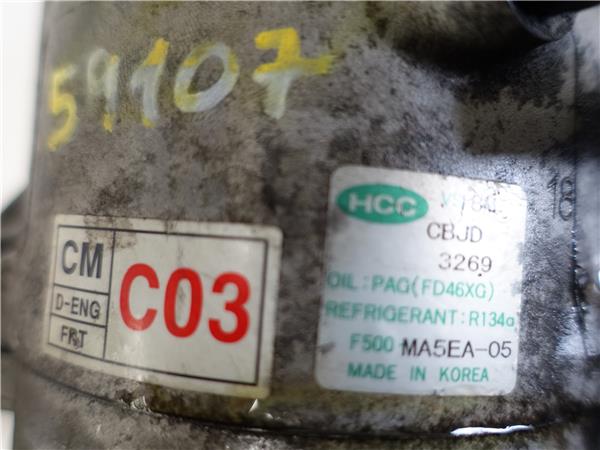 59107
HCC
CBJD
3269
OIL:PAG(FD46XG)
REFRIGERANT:R134a
F500 MA5EA-05
MADE IN KOREA
18
CM
D-ENG
FRT
C03